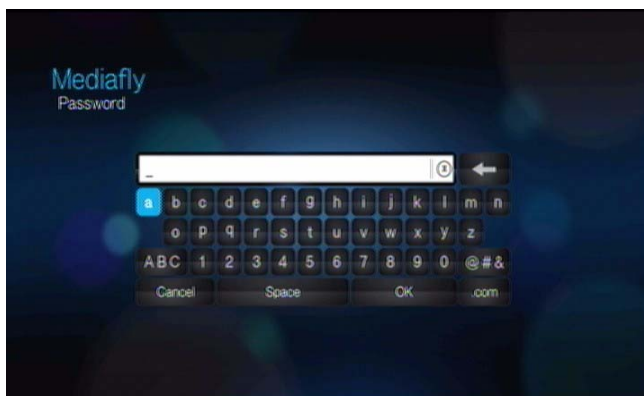 Mediafly
Password
_
a b c d e f g h i j k l m n
o p q r s t u v w x y z
ABC 1 2 3 4 5 6 7 8 9 0 @#&
Cancel Space OK .com